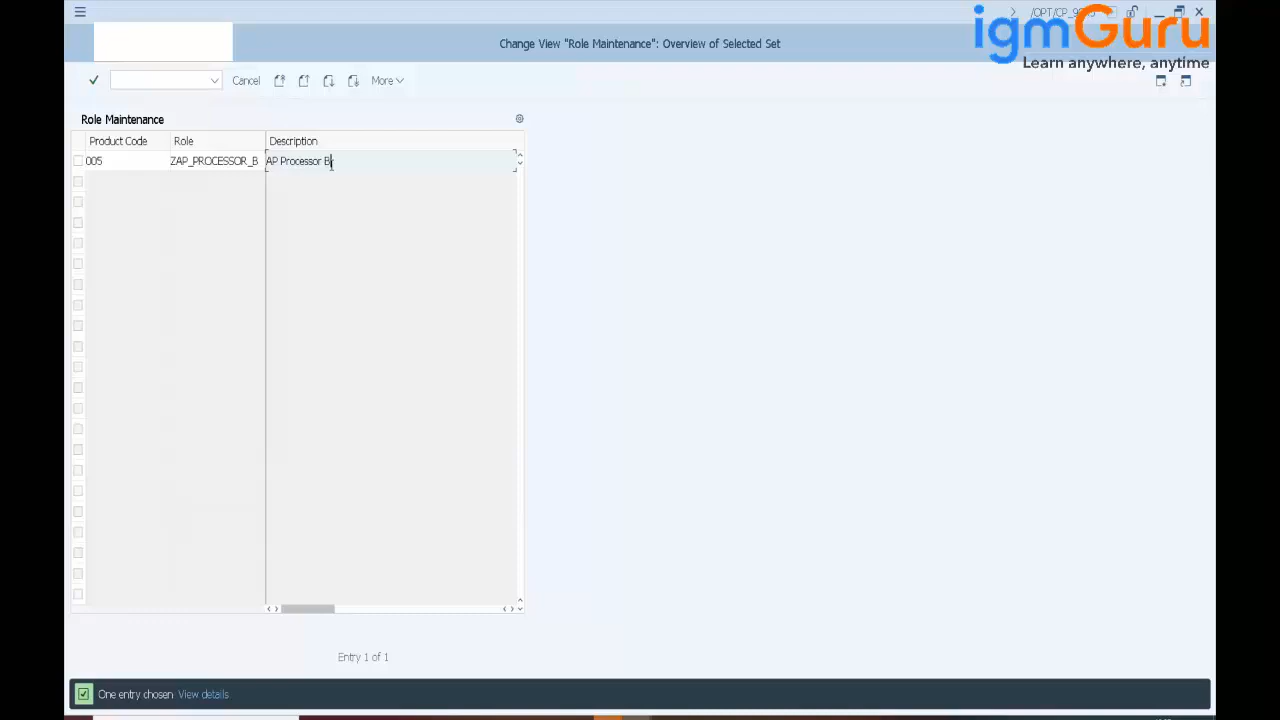 igmGuru
Learn anywhere, anytime
Change View "Role Maintenance": Overview of Selected Set
Cancel
More
Role Maintenance
Product Code Role Description
005 ZAP_PROCESSOR_B AP Processor B
Entry 1 of 1
One entry chosen View details